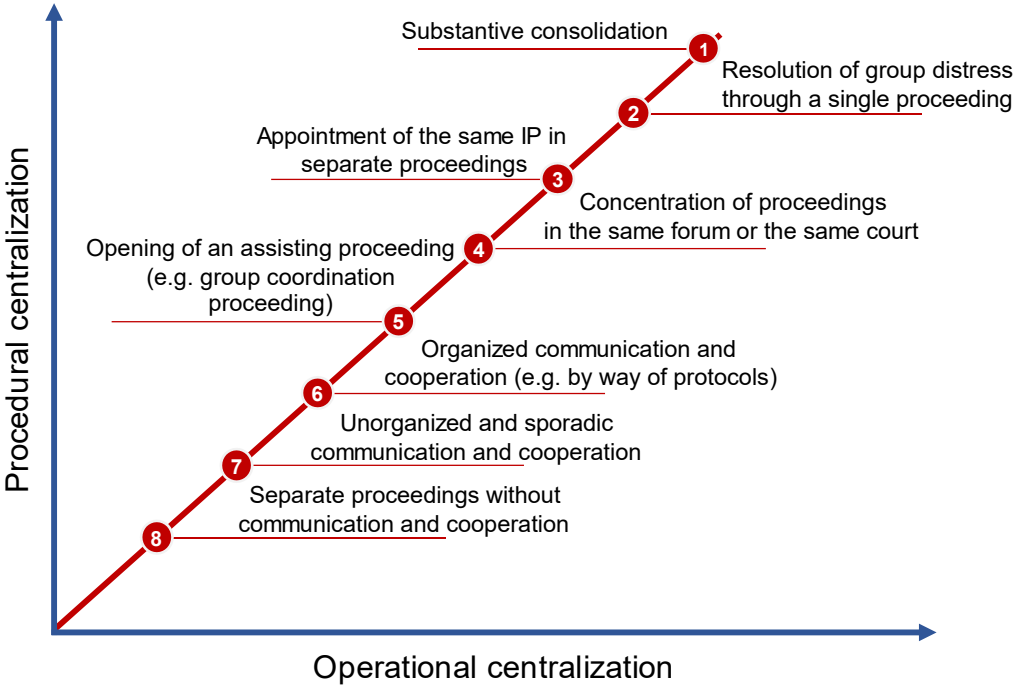 Substantive consolidation
1
Resolution of group distress
through a single proceeding
2
Appointment of the same IP in
separate proceedings
3
Concentration of proceedings
in the same forum or the same court
4
Opening of an assisting proceeding
(e.g. group coordination
proceeding)
5
Organized communication and
cooperation (e.g. by way of protocols)
6
Unorganized and sporadic
communication and cooperation
7
Separate proceedings without
communication and cooperation
8
Procedural centralization
Operational centralization